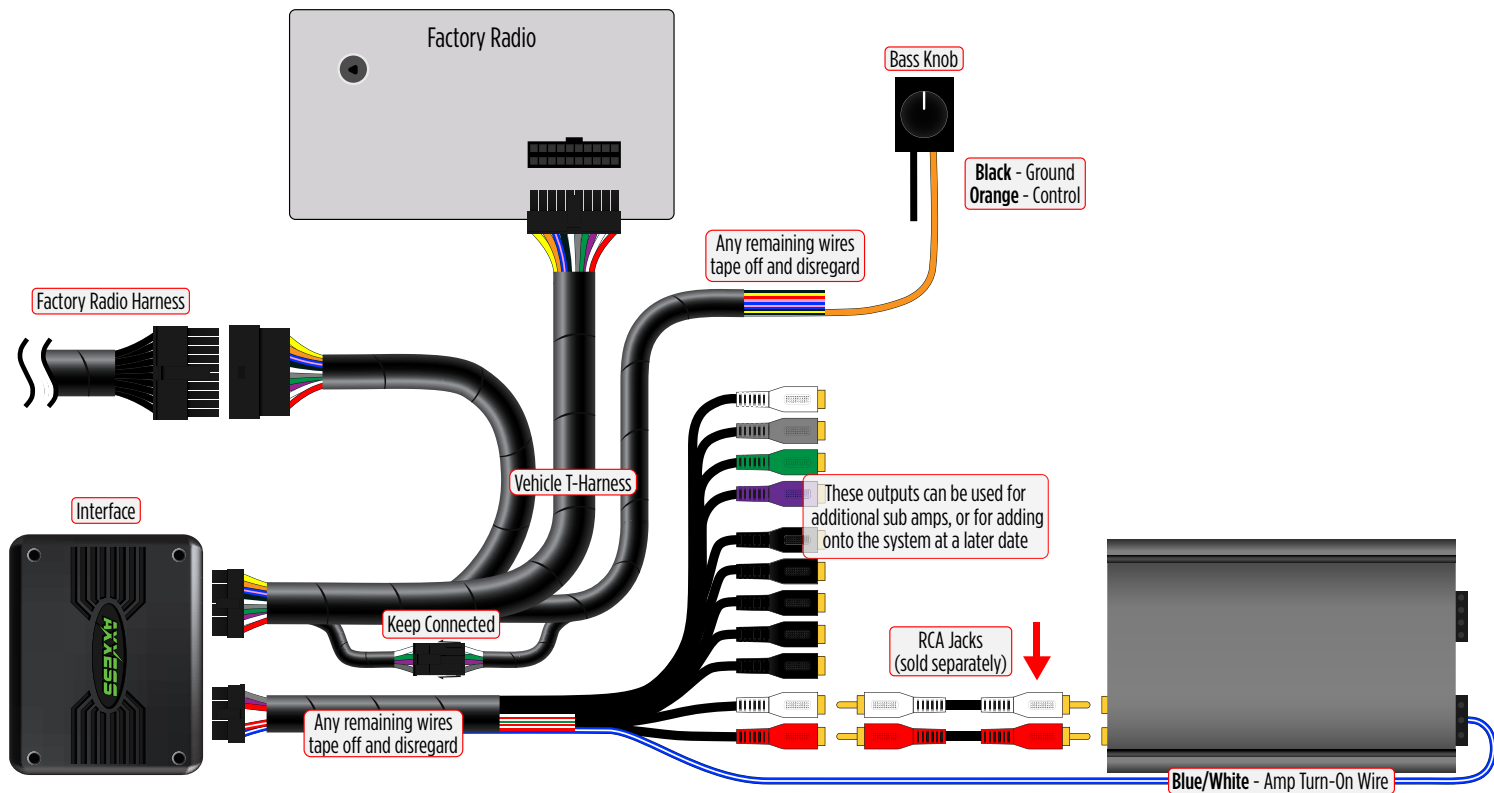 Factory Radio
Bass Knob
Black - Ground
Orange - Control
Any remaining wires
tape off and disregard
Factory Radio Harness
Vehicle T-Harness
Interface
These outputs can be used for
additional sub amps, or for adding
onto the system at a later date
Keep Connected
AXXESS
RCA Jacks
(sold separately)
Any remaining wires
tape off and disregard
Blue/White - Amp Turn-On Wire